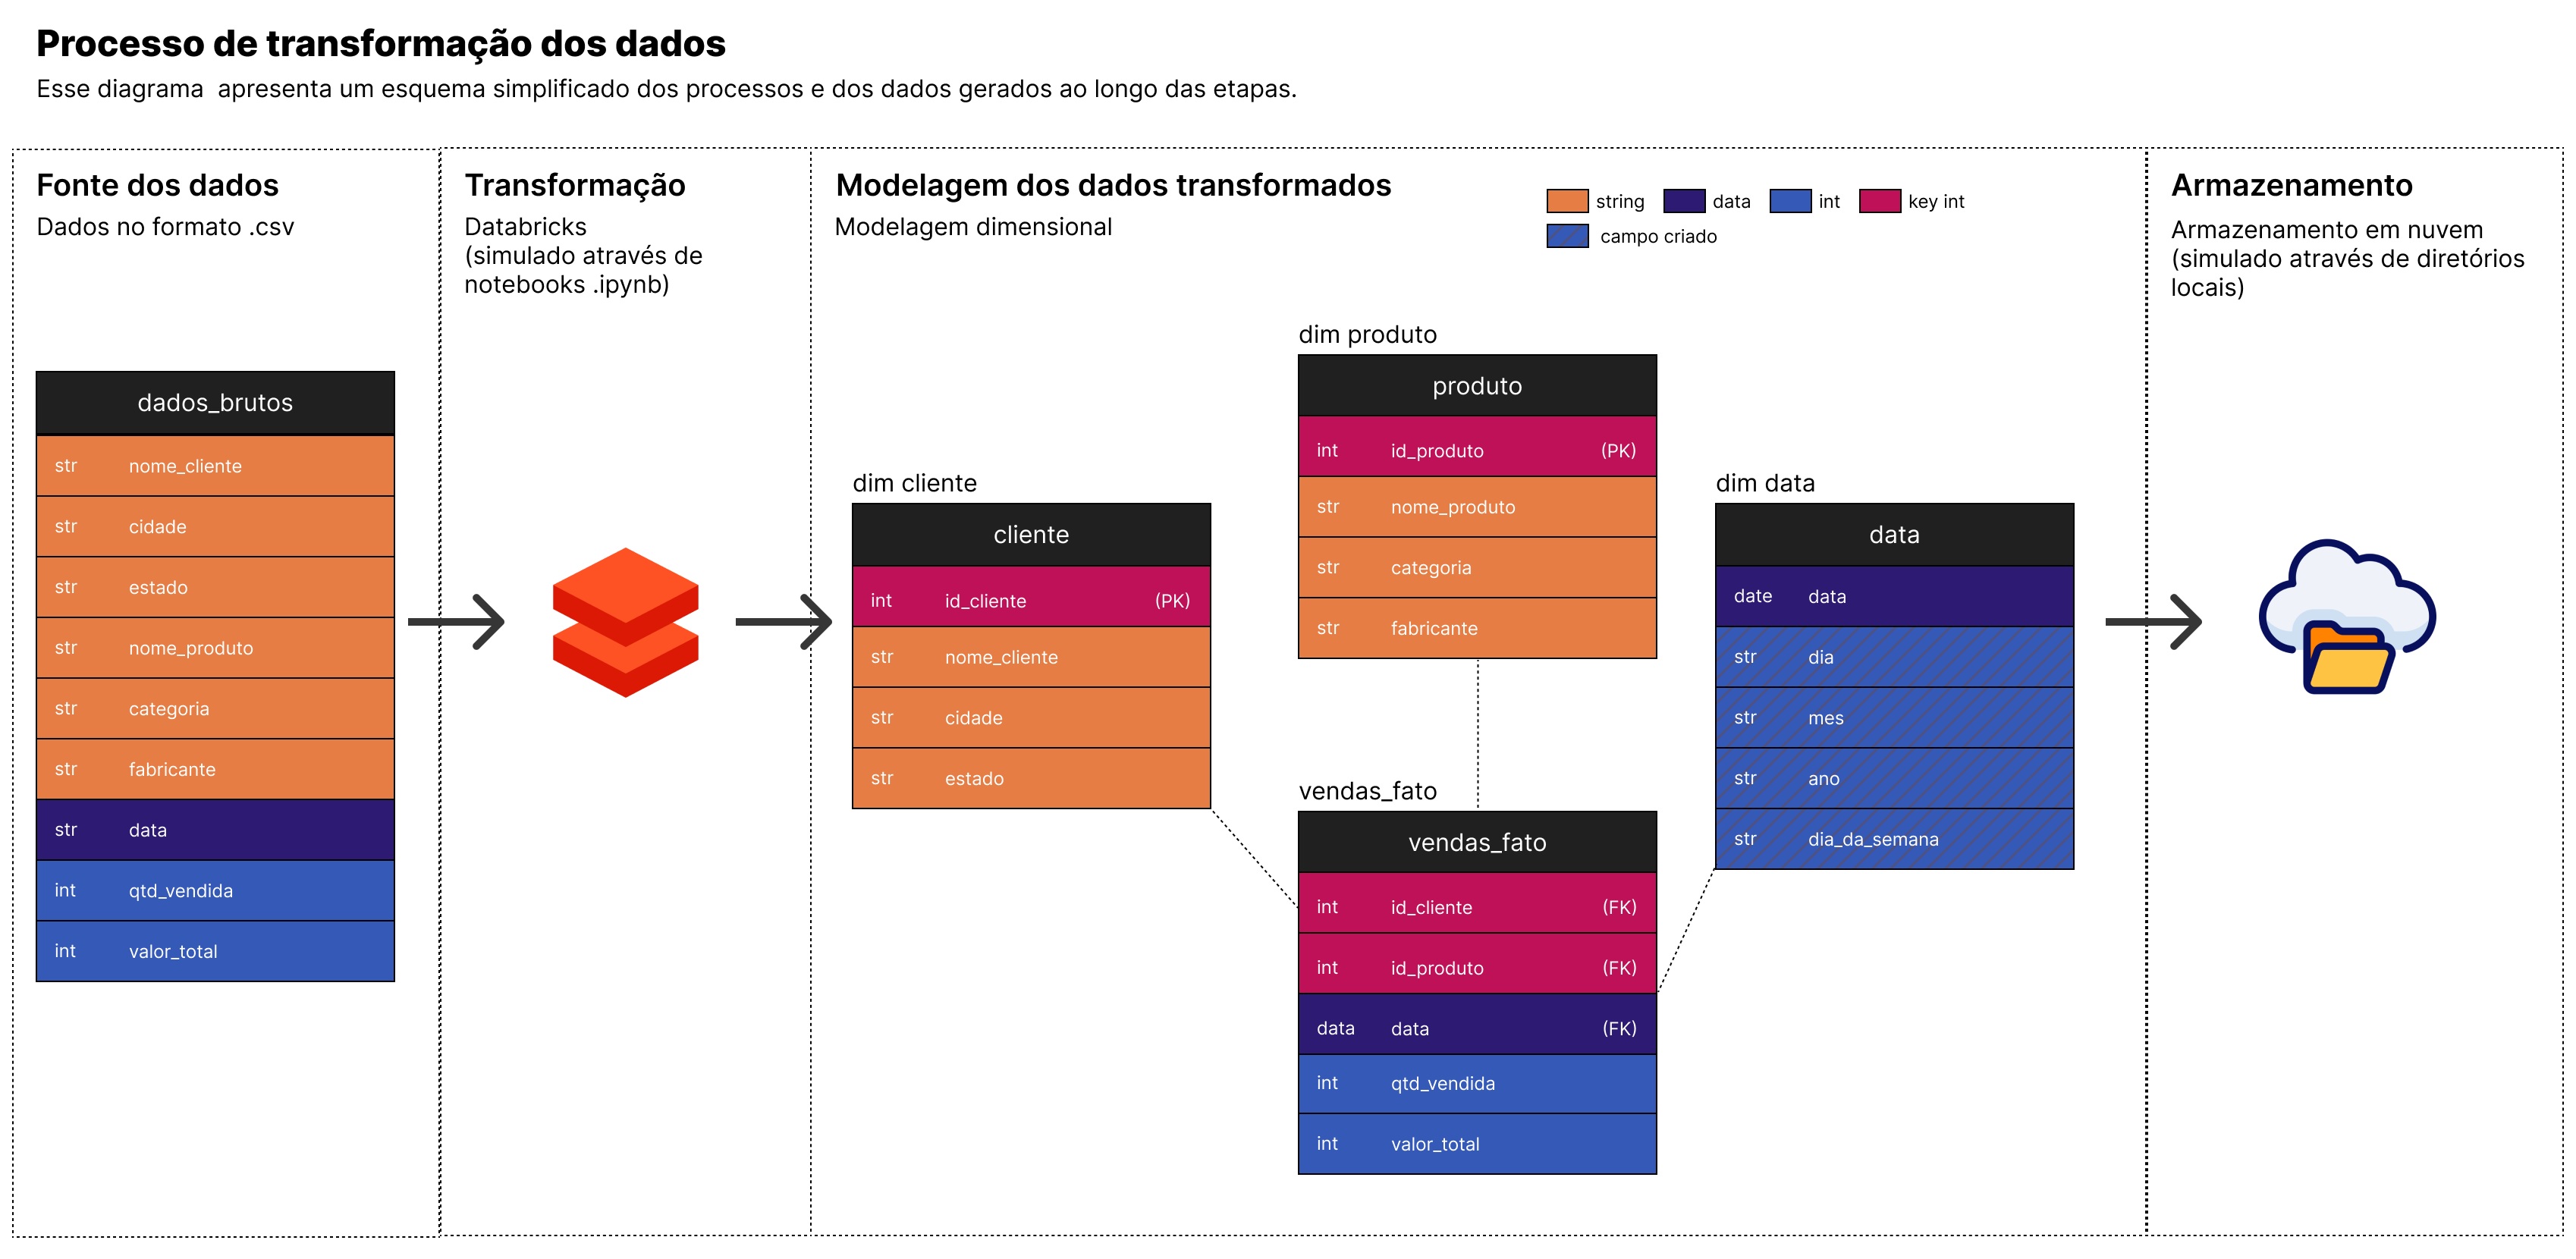 Processo de transformação dos dados
Esse diagrama  apresenta um esquema simplificado dos processos e dos dados gerados ao longo das etapas.
Fonte dos dados
Dados no formato .csv
dados_brutos
str nome_cliente
str cidade
str estado
str nome_produto
str categoria
str fabricante
str data
int qtd_vendida
int valor_total
Transformação
Databricks
(simulado através de
notebooks .ipynb)
Modelagem dos dados transformados
Modelagem dimensional
string data int key int
campo criado
dim cliente
cliente
int id_cliente (PK)
str nome_cliente
str cidade
str estado
dim produto
produto
int id_produto (PK)
str nome_produto
str categoria
str fabricante
vendas_fato
vendas_fato
int id_cliente (FK)
int id_produto (FK)
data data (FK)
int qtd_vendida
int valor_total
dim data
data
date data
str dia
str mes
str ano
str dia_da_semana
Armazenamento
Armazenamento em nuvem
(simulado através de diretórios
locais)